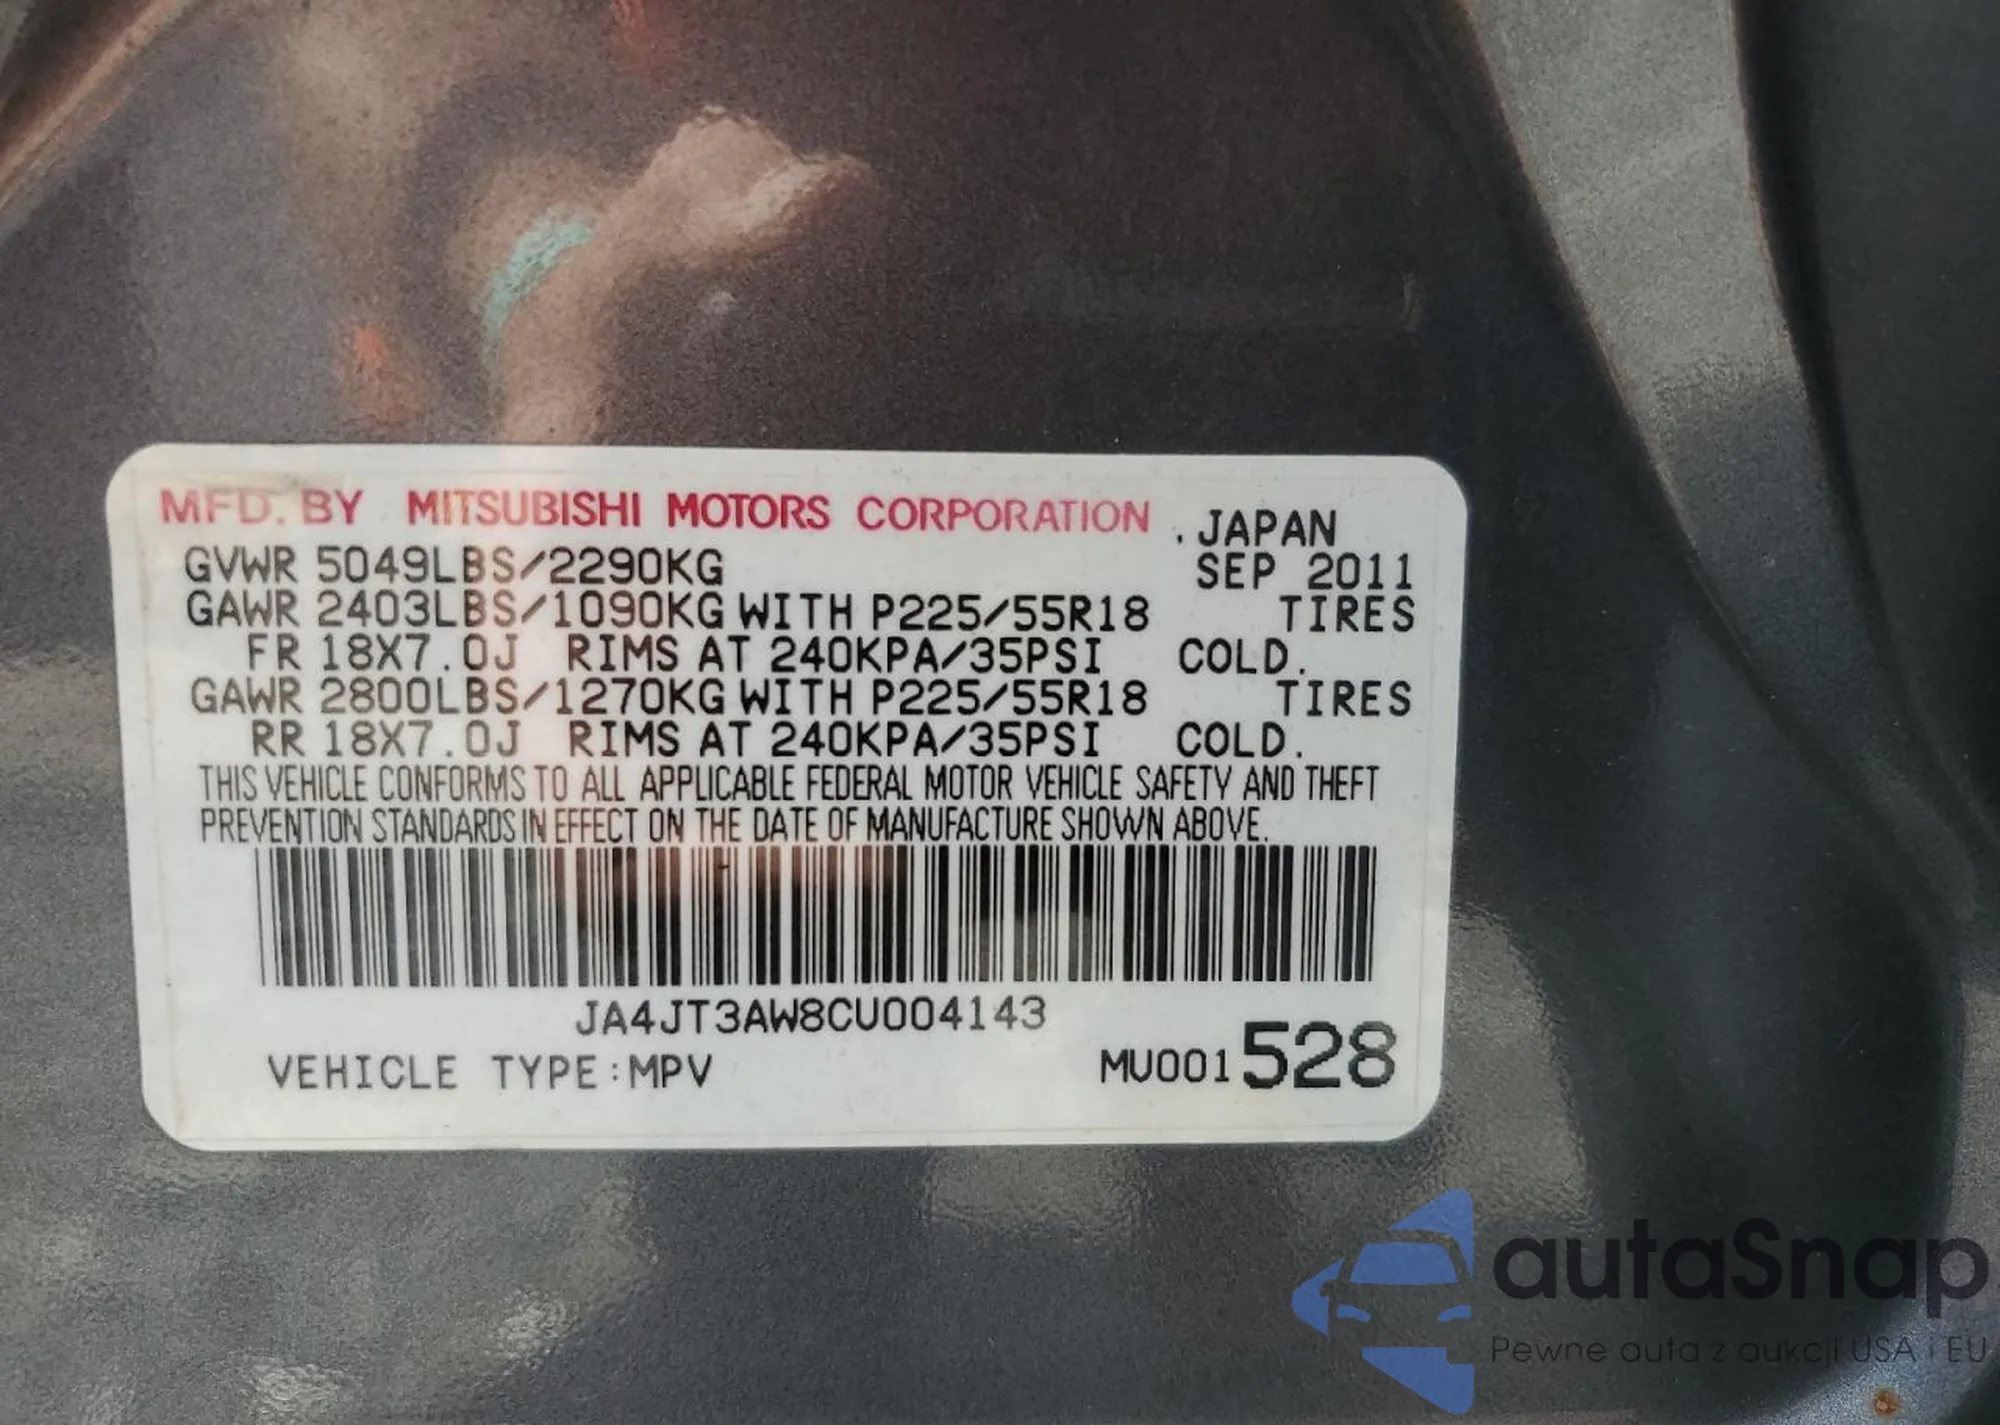 MFD. BY MITSUBISHI MOTORS CORPORATION . JAPAN
GVWR 5049LBS/2290KG SEP 2011
GAWR 2403LBS/1090KG WITH P225/55R18 TIRES
FR 18X7.0J RIMS AT 240KPA/35PSI COLD.
GAWR 2800LBS/1270KG WITH P225/55R18 TIRES
RR 18X7.0J RIMS AT 240KPA/35PSI COLD.
THIS VEHICLE CONFORMS TO ALL APPLICABLE FEDERAL MOTOR VEHICLE SAFETY AND THEFT
PREVENTION STANDARDS IN EFFECT ON THE DATE OF MANUFACTURE SHOWN ABOVE.
JA4JT3AW8CU004143
VEHICLE TYPE:MPV MU001528
autaSnap
Pewne auta z aukcji USA i EU